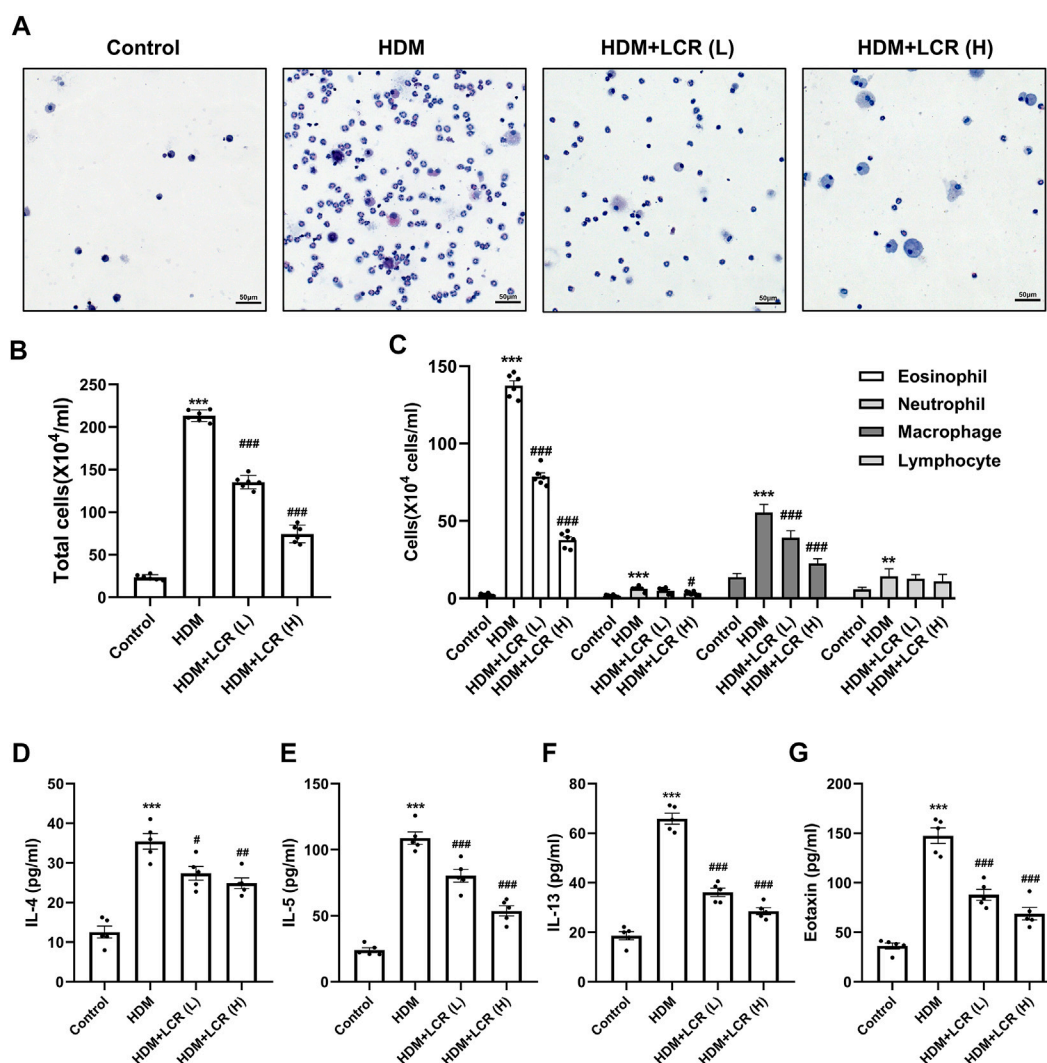 A
Control
HDM
HDM+LCR (L)
HDM+LCR (H)
50μm
50μm
50μm
50μm
B
Total cells(X10⁴/ml)
250
200
150
100
50
0
Control
HDM
HDM+LCR (L)
HDM+LCR (H)
***
###
###
C
Cells(X10⁴ cells/ml)
150
100
50
0
***
###
###
***
#
***
###
###
**
Control
HDM
HDM+LCR (L)
HDM+LCR (H)
Control
HDM
HDM+LCR (L)
HDM+LCR (H)
Control
HDM
HDM+LCR (L)
HDM+LCR (H)
Control
HDM
HDM+LCR (L)
HDM+LCR (H)
Eosinophil
Neutrophil
Macrophage
Lymphocyte
D
IL-4 (pg/ml)
50
40
30
20
10
0
***
#
##
Control
HDM
HDM+LCR (L)
HDM+LCR (H)
E
IL-5 (pg/ml)
150
100
50
0
***
###
###
Control
HDM
HDM+LCR (L)
HDM+LCR (H)
F
IL-13 (pg/ml)
80
60
40
20
0
***
###
###
Control
HDM
HDM+LCR (L)
HDM+LCR (H)
G
Eotaxin (pg/ml)
200
150
100
50
0
***
###
###
Control
HDM
HDM+LCR (L)
HDM+LCR (H)